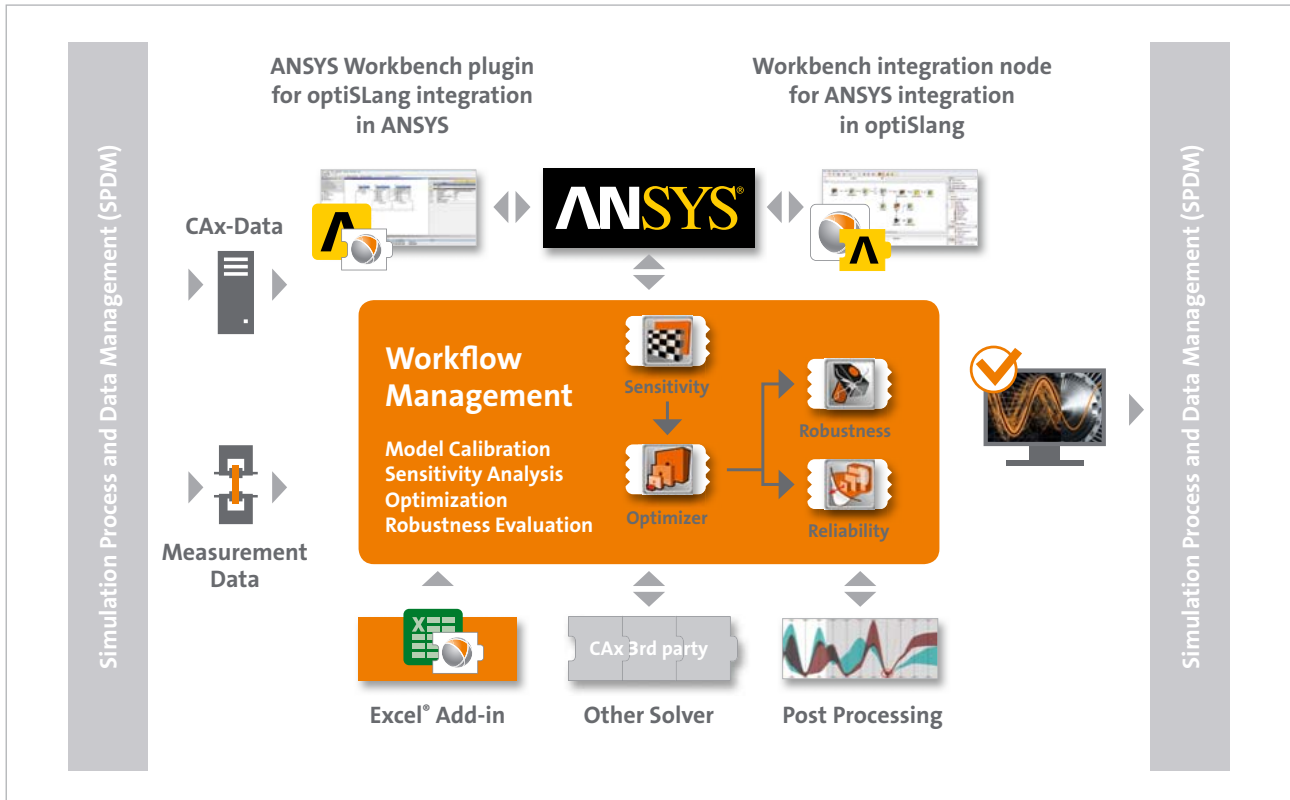 Simulation Process and Data Management (SPDM)
ANSYS Workbench plugin
for optiSLang integration
in ANSYS
Workbench integration node
for ANSYS integration
in optiSlang
ANSYS®
CAx-Data
Measurement
Data
Workflow
Management
Model Calibration
Sensitivity Analysis
Optimization
Robustness Evaluation
Sensitivity
Optimizer
Robustness
Reliability
CAx 3rd party
Excel® Add-in
Other Solver
Post Processing
Simulation Process and Data Management (SPDM)